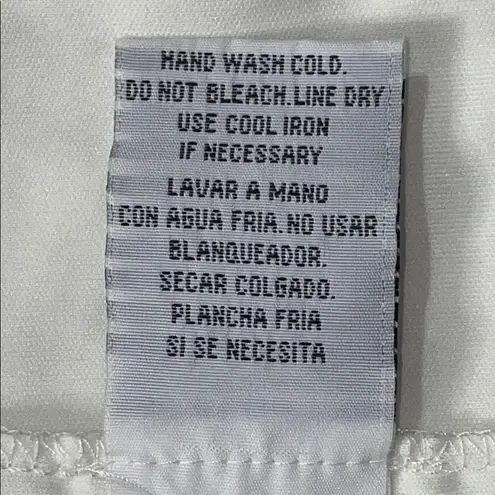 HAND WASH COLD.
DO NOT BLEACH.LINE DRY
USE COOL IRON
IF NECESSARY
LAVAR A MANO
CON AGUA FRIA.NO USAR
BLANQUEADOR.
SECAR COLGADO.
PLANCHA FRIA
SI SE NECESITA